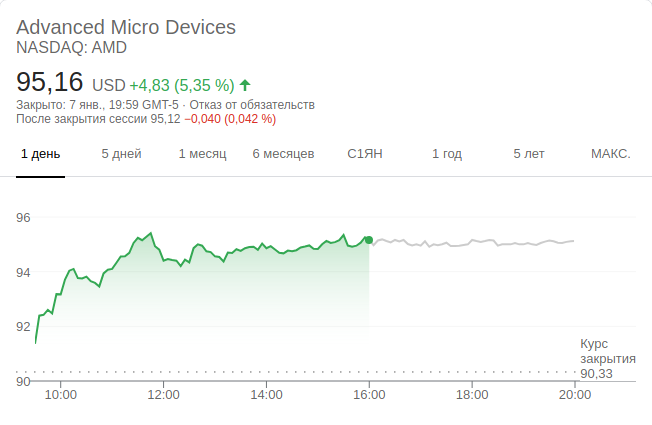 Advanced Micro Devices
NASDAQ: AMD
95,16 USD +4,83 (5,35 %)
Закрыто: 7 янв., 19:59 GMT-5 · Отказ от обязательств
После закрытия сессии 95,12 −0,040 (0,042 %)
1 день 5 дней 1 месяц 6 месяцев С1ЯН 1 год 5 лет МАКС.
96
94
92
Курс
закрытия
90,33
90
10:00 12:00 14:00 16:00 18:00 20:00